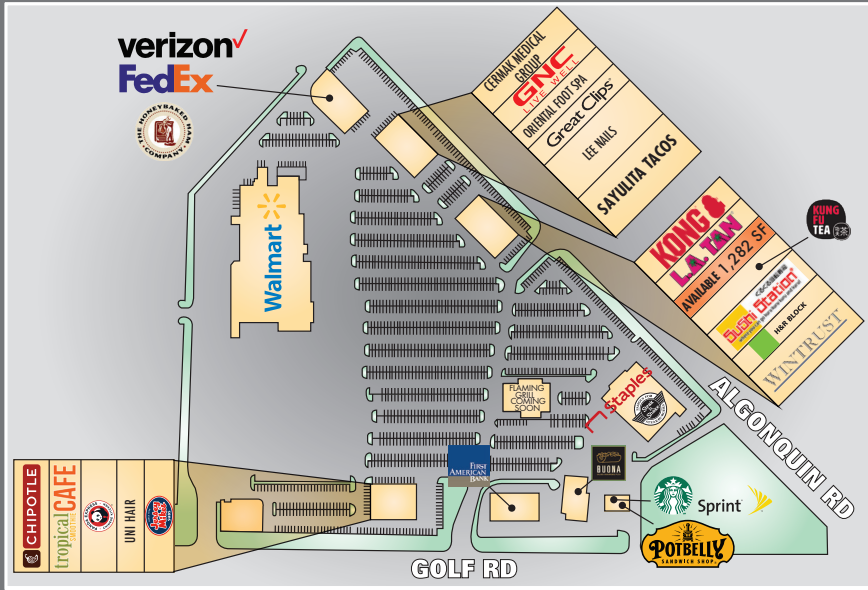 verizon
FedEx
THE HONEYBAKED HAM
COMPANY
CERMAK MEDICAL
GROUP
GNC
LIVE WELL
ORIENTAL FOOT SPA
Great Clips
LEE NAILS
SAYULITA TACOS
KONG
L.A. TAN
AVAILABLE 1,282 SF
KUNG
FU
TEA
Sushi Station
H&R BLOCK
WINTRUST
Walmart
FLAMING
GRILL
COMING
SOON
Staples
ALGONQUIN RD
FIRST
AMERICAN
BANK
BUONA
Sprint
POTBELLY
SANDWICH SHOP
CHIPOTLE
tropical
SMOOTHIE
CAFE
PANDA EXPRESS
UNI HAIR
Jersey
Mike's
GOLF RD